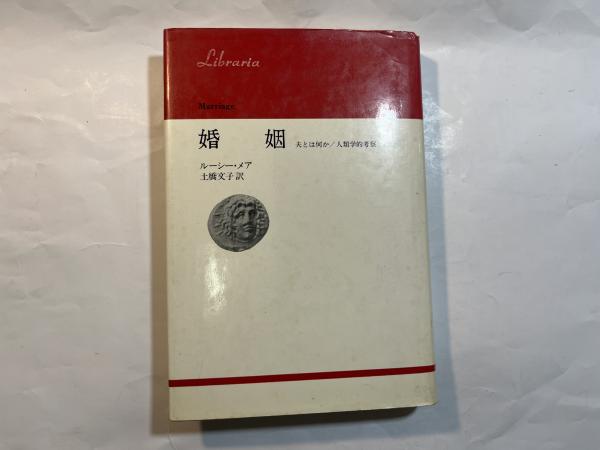 Libraria
Marriage
婚姻 夫とは何か/人類学的考察
ルーシー・メア
土橋文子訳